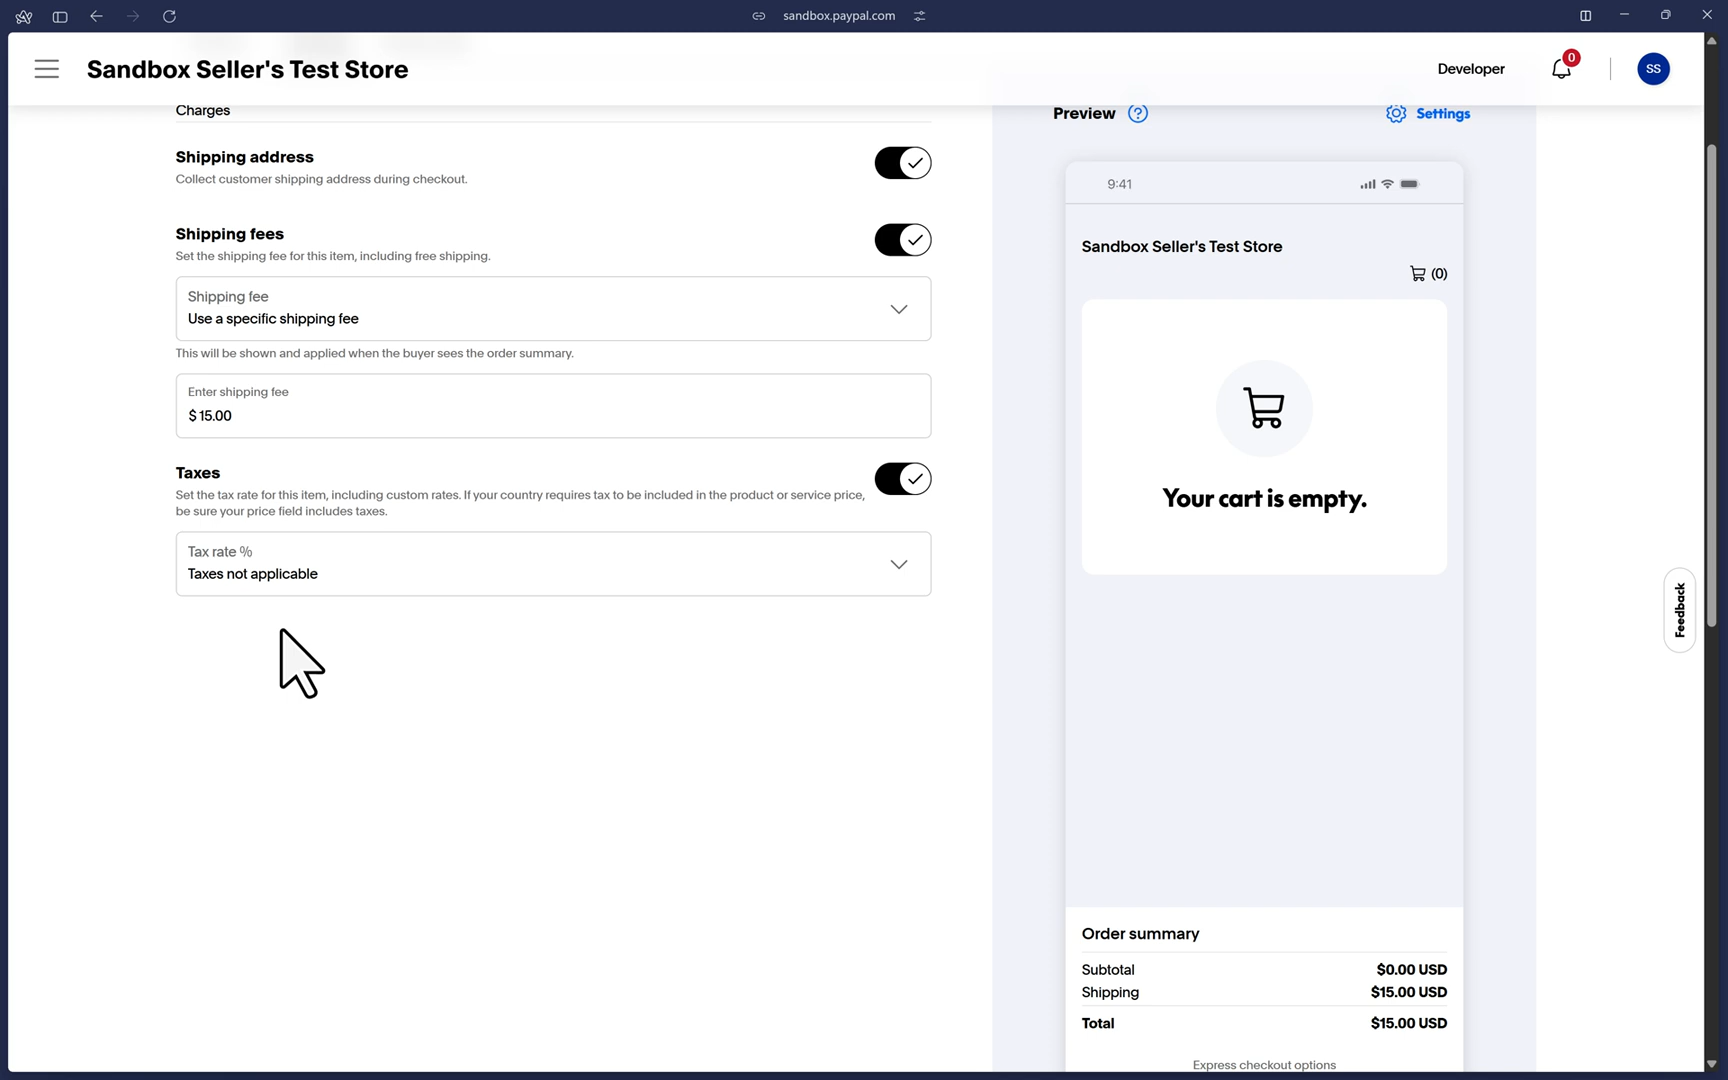 sandbox.paypal.com
Sandbox Seller's Test Store
Developer
0
SS
Charges
Shipping address
Collect customer shipping address during checkout.
Shipping fees
Set the shipping fee for this item, including free shipping.
Shipping fee
Use a specific shipping fee
This will be shown and applied when the buyer sees the order summary.
Enter shipping fee
$ 15.00
Taxes
Set the tax rate for this item, including custom rates. If your country requires tax to be included in the product or service price,
be sure your price field includes taxes.
Tax rate %
Taxes not applicable
Preview ?
Settings
9:41
Sandbox Seller's Test Store
(0)
Your cart is empty.
Order summary
Subtotal $0.00 USD
Shipping $15.00 USD
Total $15.00 USD
Express checkout options
Feedback